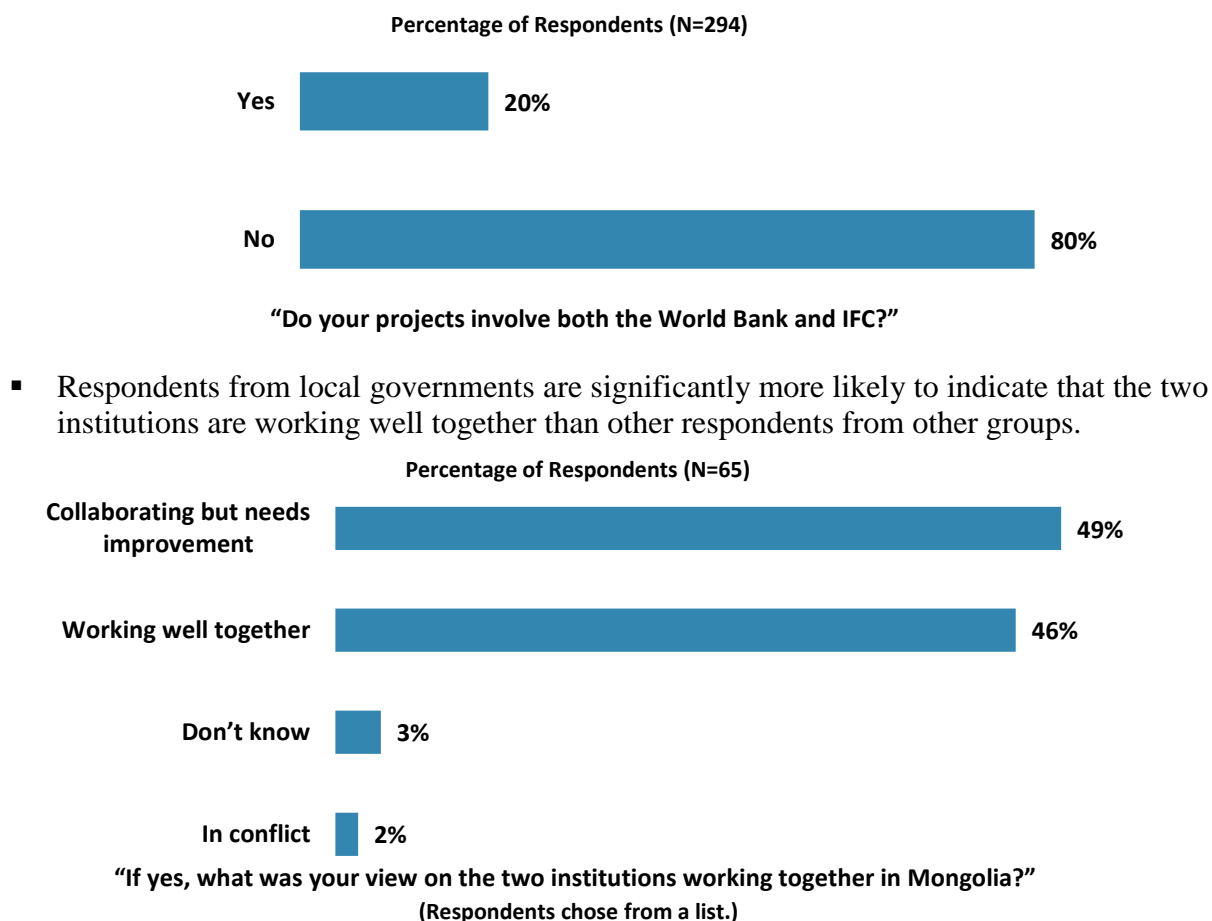 Percentage of Respondents (N=294)
Yes
20%
No
80%
“Do your projects involve both the World Bank and IFC?”
▪ Respondents from local governments are significantly more likely to indicate that the two
institutions are working well together than other respondents from other groups.
Percentage of Respondents (N=65)
Collaborating but needs
improvement
49%
Working well together
46%
Don’t know
3%
In conflict
2%
“If yes, what was your view on the two institutions working together in Mongolia?”
(Respondents chose from a list.)